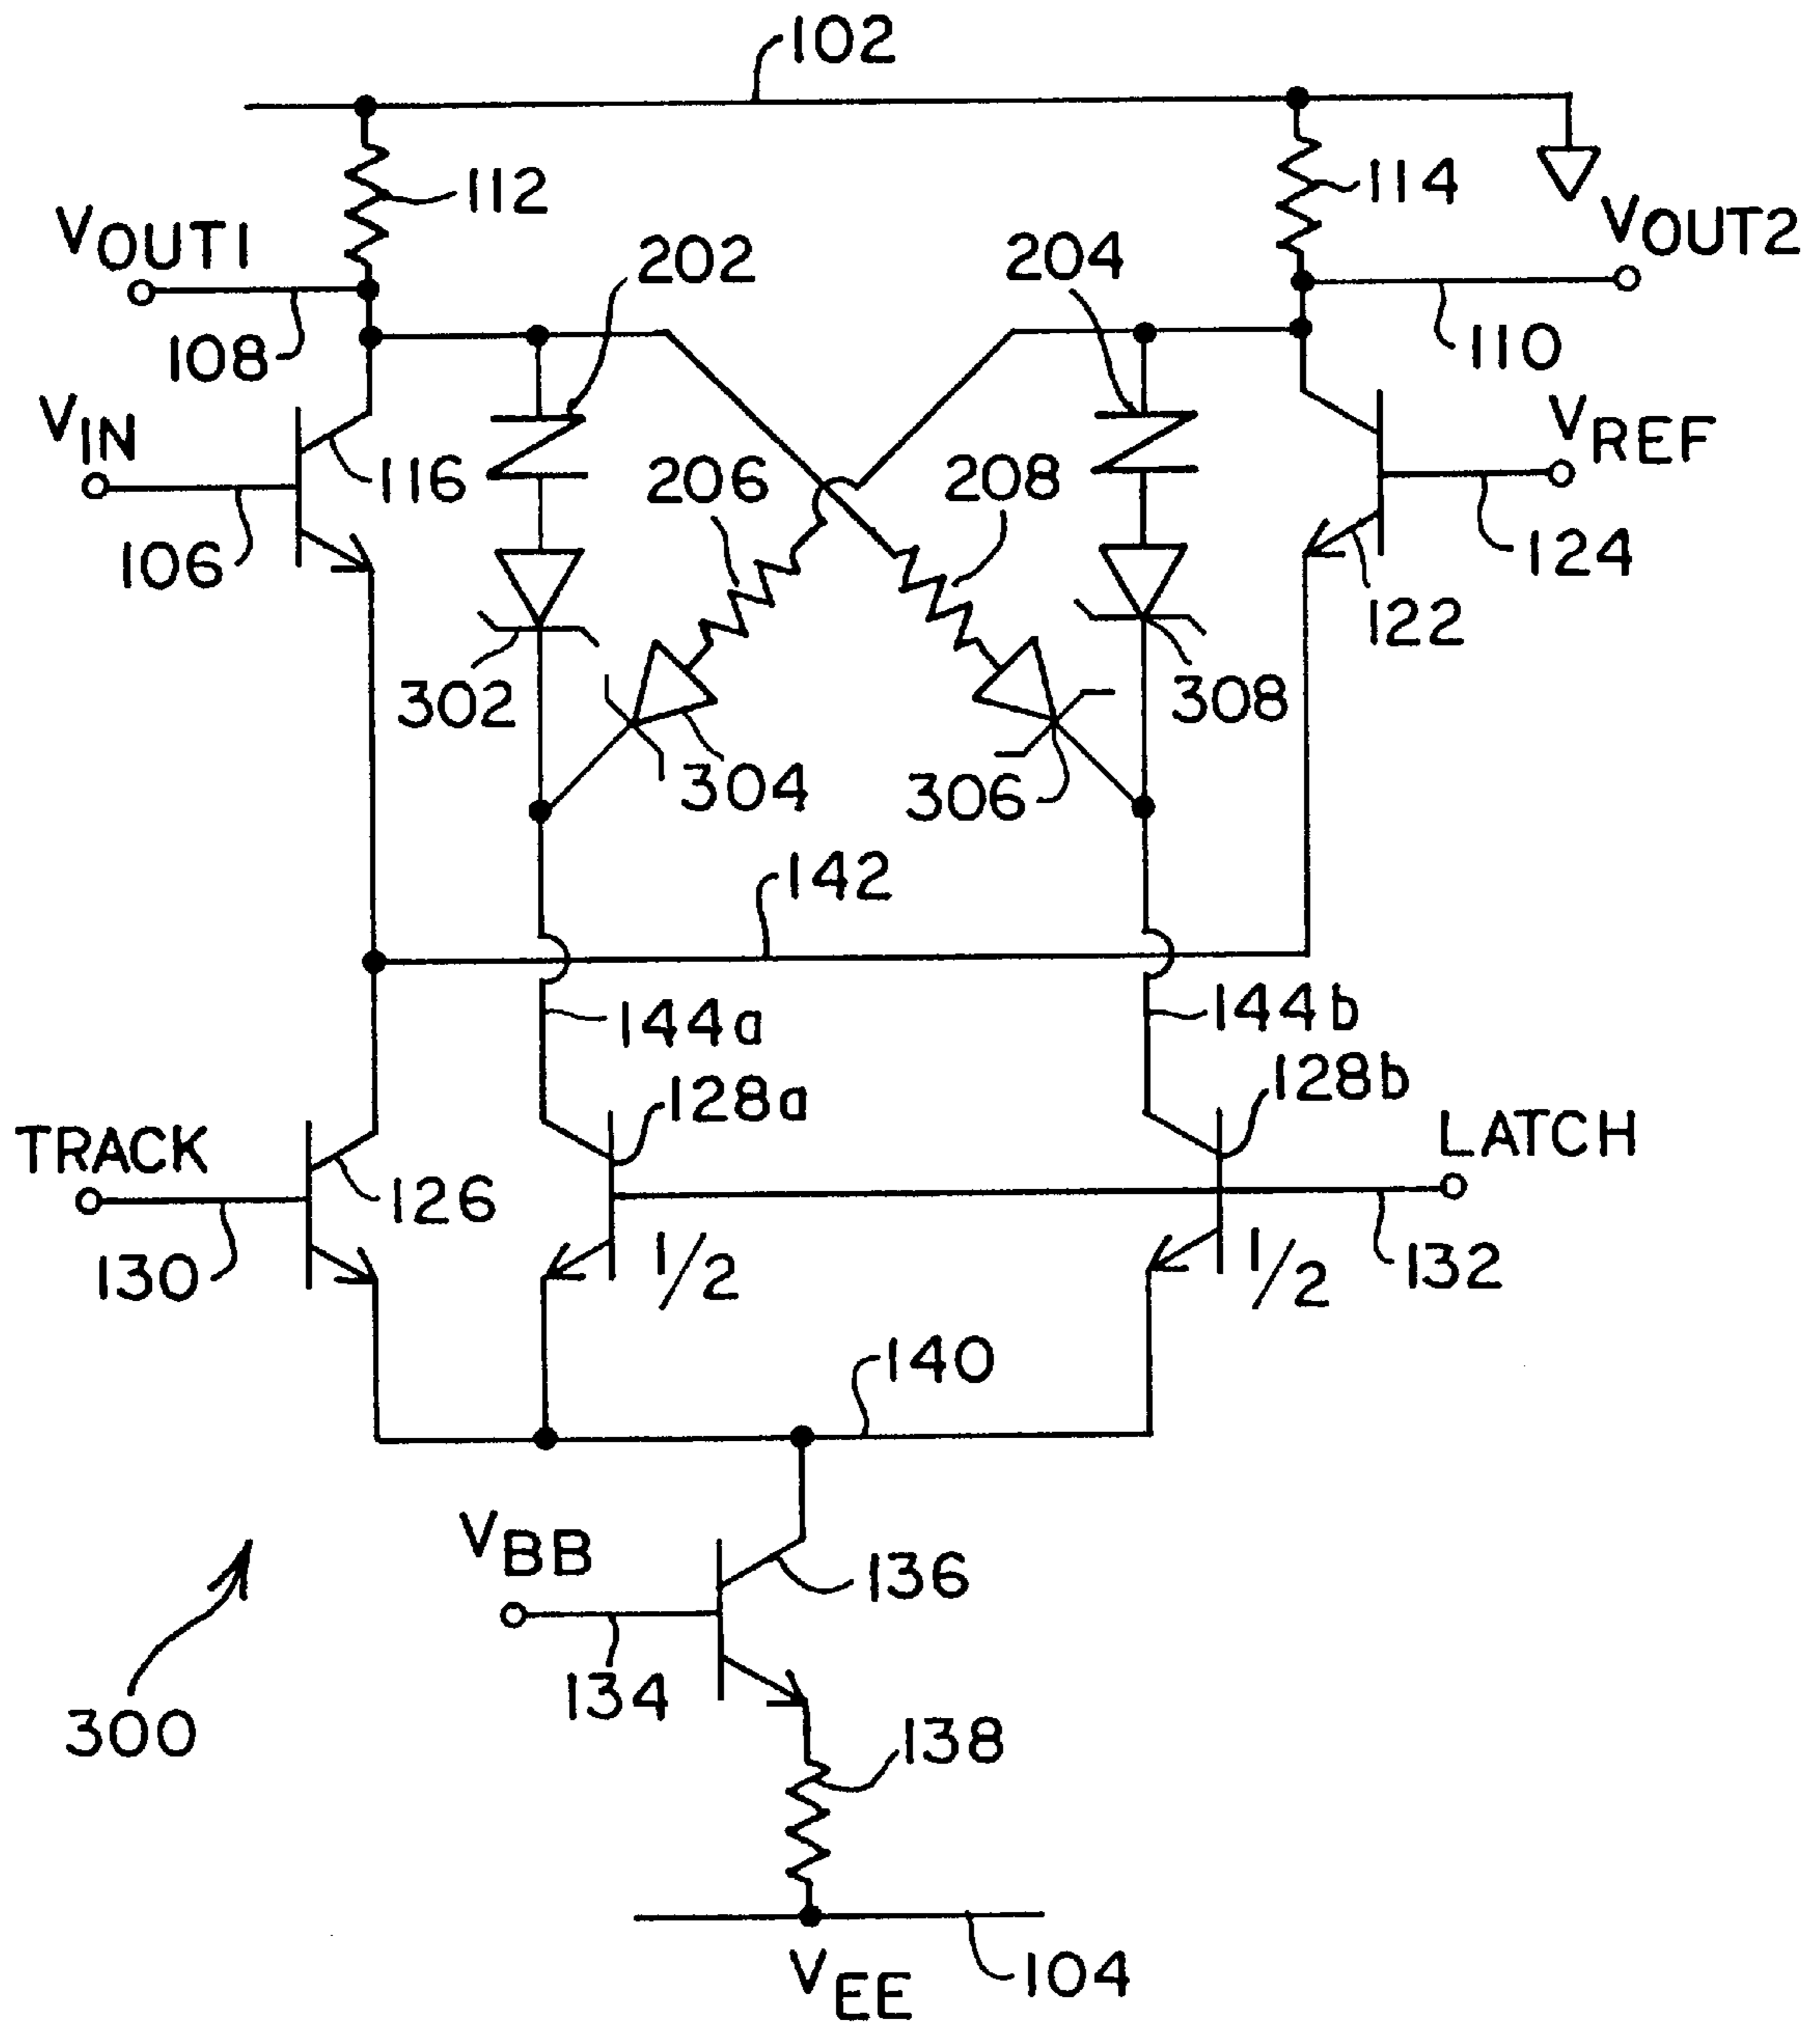 102
112
114
VOUT1
202
204
VOUT2
108
110
VIN
116
206
208
VREF
106
124
122
302
304
306
308
142
144a
144b
128a
128b
TRACK
LATCH
126
130
1/2
1/2
132
140
VBB
136
134
300
138
VEE
104